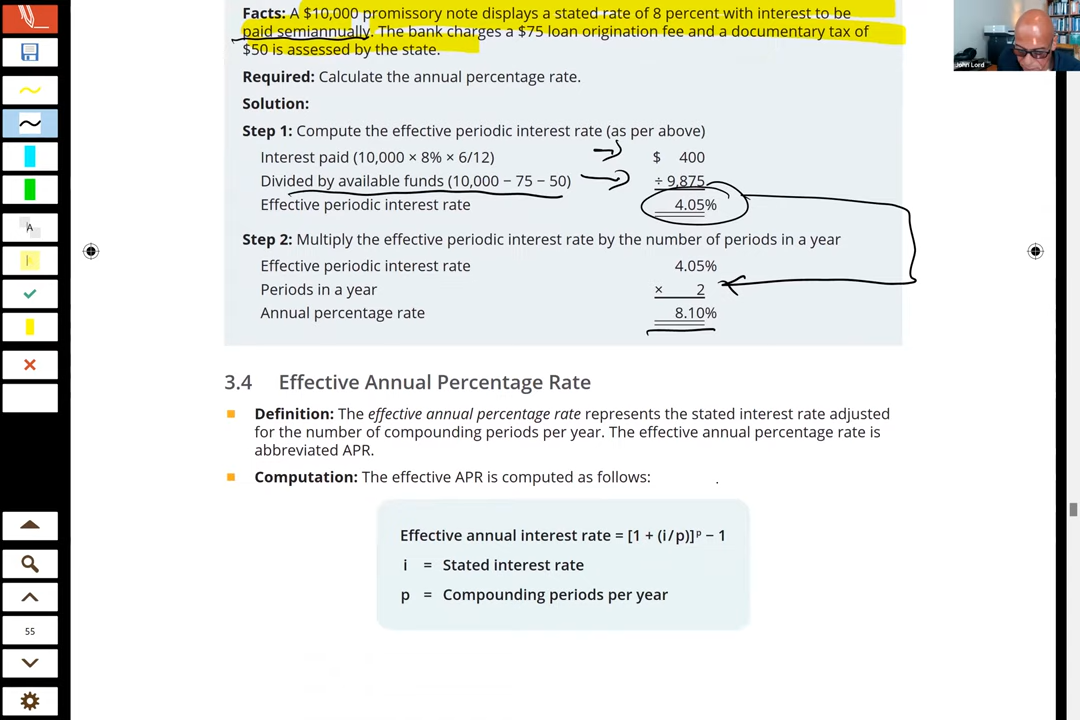 Facts: A $10,000 promissory note displays a stated rate of 8 percent with interest to be
paid semiannually. The bank charges a $75 loan origination fee and a documentary tax of
$50 is assessed by the state.
John Lord
Required: Calculate the annual percentage rate.
Solution:
Step 1: Compute the effective periodic interest rate (as per above)
Interest paid (10,000 × 8% × 6/12) $ 400
Divided by available funds (10,000 − 75 − 50) ÷ 9,875
Effective periodic interest rate 4.05%
Step 2: Multiply the effective periodic interest rate by the number of periods in a year
Effective periodic interest rate 4.05%
Periods in a year × 2
Annual percentage rate 8.10%
3.4 Effective Annual Percentage Rate
Definition: The effective annual percentage rate represents the stated interest rate adjusted
for the number of compounding periods per year. The effective annual percentage rate is
abbreviated APR.
Computation: The effective APR is computed as follows:
Effective annual interest rate = [1 + (i/p)]ᵖ − 1
i = Stated interest rate
p = Compounding periods per year
A
55